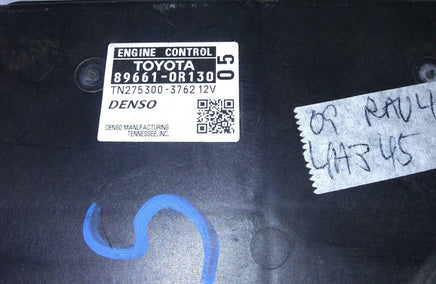 ENGINE CONTROL
TOYOTA
89661-0R130
05
TN275300-3762 12V
DENSO
DENSO MANUFACTURING
TENNESSEE, INC.
09 RAV4
4A345
S